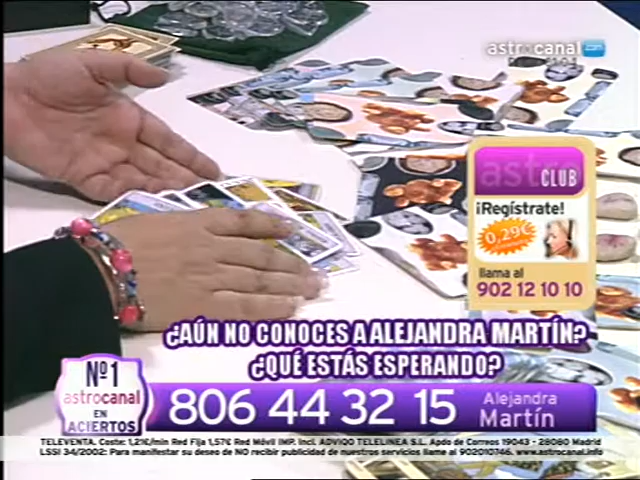 astrocanal.com
astro
CLUB
¡Regístrate!
0,29€
llama al
902 12 10 10
¿AÚN NO CONOCES A ALEJANDRA MARTÍN?
¿QUÉ ESTÁS ESPERANDO?
Nº1
astrocanal
EN
ACIERTOS
806 44 32 15
Alejandra
Martín
TELEVENTA. Coste: 1,21€/min Red Fija 1,57€ Red Móvil IMP. Incl. ADVIQO TELELINEA S.L. Apdo de Correos 19043 - 28080 Madrid
LSSI 34/2002: Para manifestar su deseo de NO recibir publicidad de nuestros servicios llame al 902010746. www.astrocanal.info